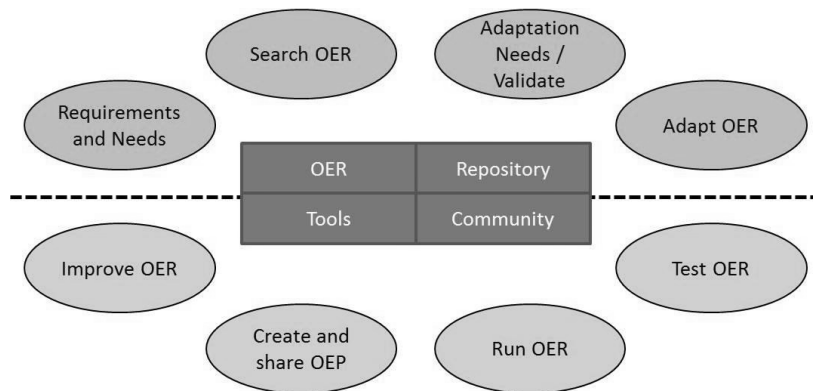 Search OER
Adaptation
Needs /
Validate
Requirements
and Needs
Adapt OER
OER
Repository
Tools
Community
Improve OER
Test OER
Create and
share OEP
Run OER